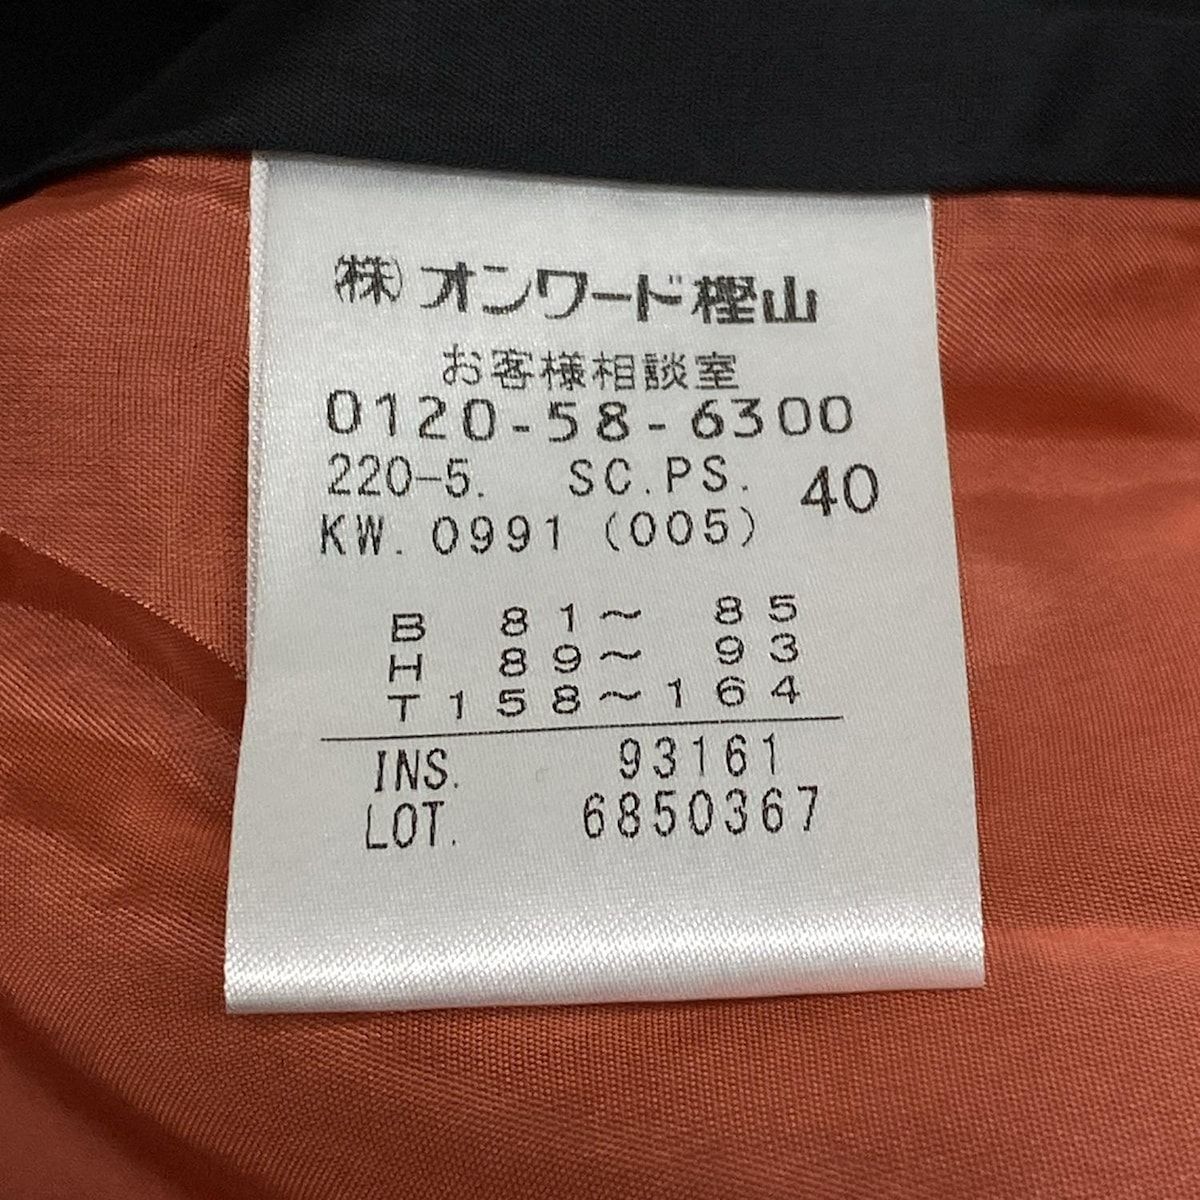 (株)オンワード樫山
お客様相談室
0120-58-6300
220-5. SC.PS. 40
KW. 0991 (005)
B 81~ 85
H 89~ 93
T158~164
INS. 93161
LOT. 6850367